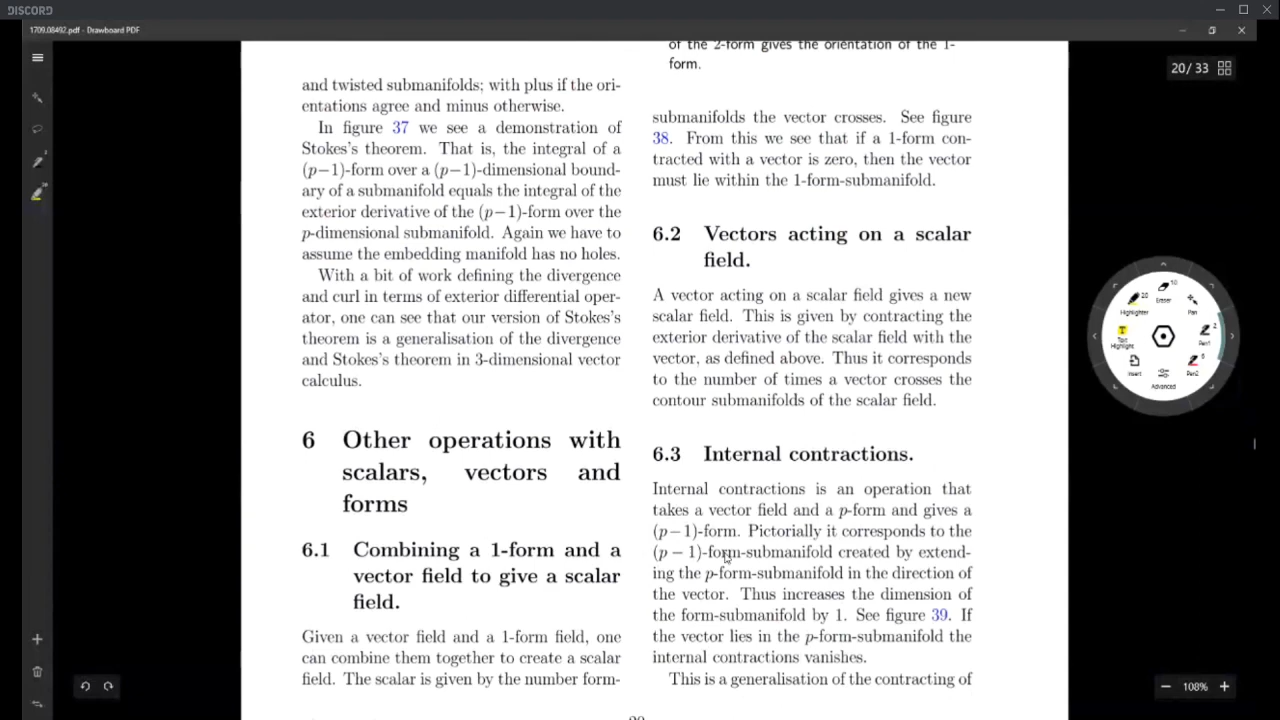 DISCORD
1709.08492.pdf - Drawboard PDF
20/ 33
and twisted submanifolds; with plus if the ori-
entations agree and minus otherwise.
In figure 37 we see a demonstration of
Stokes's theorem. That is, the integral of a
(p−1)-form over a (p−1)-dimensional bound-
ary of a submanifold equals the integral of the
exterior derivative of the (p−1)-form over the
p-dimensional submanifold. Again we have to
assume the embedding manifold has no holes.
With a bit of work defining the divergence
and curl in terms of exterior differential oper-
ator, one can see that our version of Stokes's
theorem is a generalisation of the divergence
and Stokes's theorem in 3-dimensional vector
calculus.
6 Other operations with
scalars, vectors and
forms
6.1 Combining a 1-form and a
vector field to give a scalar
field.
Given a vector field and a 1-form field, one
can combine them together to create a scalar
field. The scalar is given by the number form-
of the 2-form gives the orientation of the 1-
form.
submanifolds the vector crosses. See figure
38. From this we see that if a 1-form con-
tracted with a vector is zero, then the vector
must lie within the 1-form-submanifold.
6.2 Vectors acting on a scalar
field.
A vector acting on a scalar field gives a new
scalar field. This is given by contracting the
exterior derivative of the scalar field with the
vector, as defined above. Thus it corresponds
to the number of times a vector crosses the
contour submanifolds of the scalar field.
6.3 Internal contractions.
Internal contractions is an operation that
takes a vector field and a p-form and gives a
(p−1)-form. Pictorially it corresponds to the
(p − 1)-form-submanifold created by extend-
ing the p-form-submanifold in the direction of
the vector. Thus increases the dimension of
the form-submanifold by 1. See figure 39. If
the vector lies in the p-form-submanifold the
internal contractions vanishes.
This is a generalisation of the contracting of
Highlighter 20
Eraser 50
Pan
Text Highlight
Pen1 2
Insert
Pen2 6
Advanced
108%